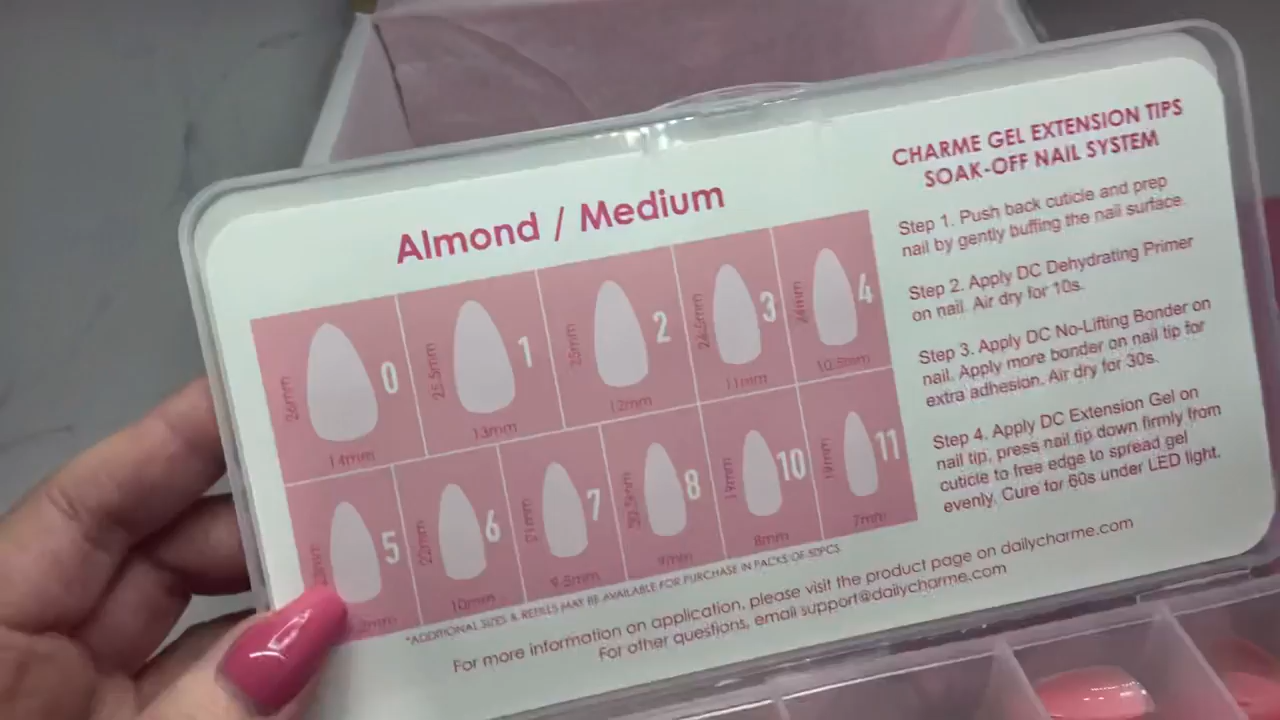 Almond / Medium
26mm 0 14mm
25.5mm 1 13mm
25mm 2 12mm
24.5mm 3 11mm
24mm 4 10.5mm
5
22mm 6 10mm
21mm 7 9.5mm
20.5mm 8 9mm
19mm 10 8mm
19mm 11 7mm
*ADDITIONAL SIZES & REFILLS MAY BE AVAILABLE FOR PURCHASE IN PACKS OF 50PCS
For more information on application, please visit the product page on dailycharme.com
For other questions, email support@dailycharme.com
CHARME GEL EXTENSION TIPS
SOAK-OFF NAIL SYSTEM
Step 1. Push back cuticle and prep
nail by gently buffing the nail surface.
Step 2. Apply DC Dehydrating Primer
on nail. Air dry for 10s.
Step 3. Apply DC No-Lifting Bonder on
nail. Apply more bonder on nail tip for
extra adhesion. Air dry for 30s.
Step 4. Apply DC Extension Gel on
nail tip, press nail tip down firmly from
cuticle to free edge to spread gel
evenly. Cure for 60s under LED light.